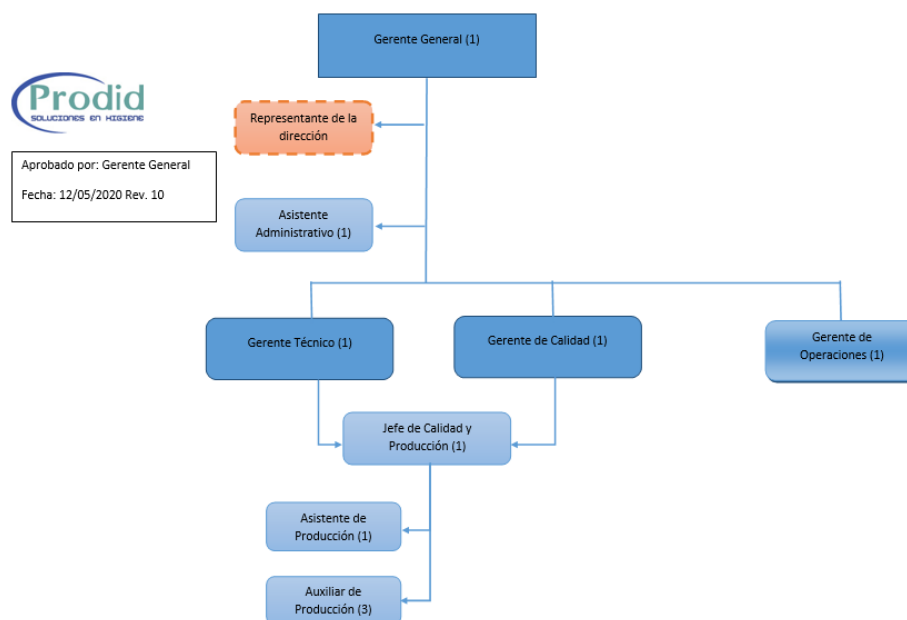 Gerente General (1)
Prodid
SOLUCIONES EN HIGIENE
Representante de la
dirección
Aprobado por: Gerente General
Fecha: 12/05/2020 Rev. 10
Asistente
Administrativo (1)
Gerente Técnico (1)
Gerente de Calidad (1)
Gerente de
Operaciones (1)
Jefe de Calidad y
Producción (1)
Asistente de
Producción (1)
Auxiliar de
Producción (3)